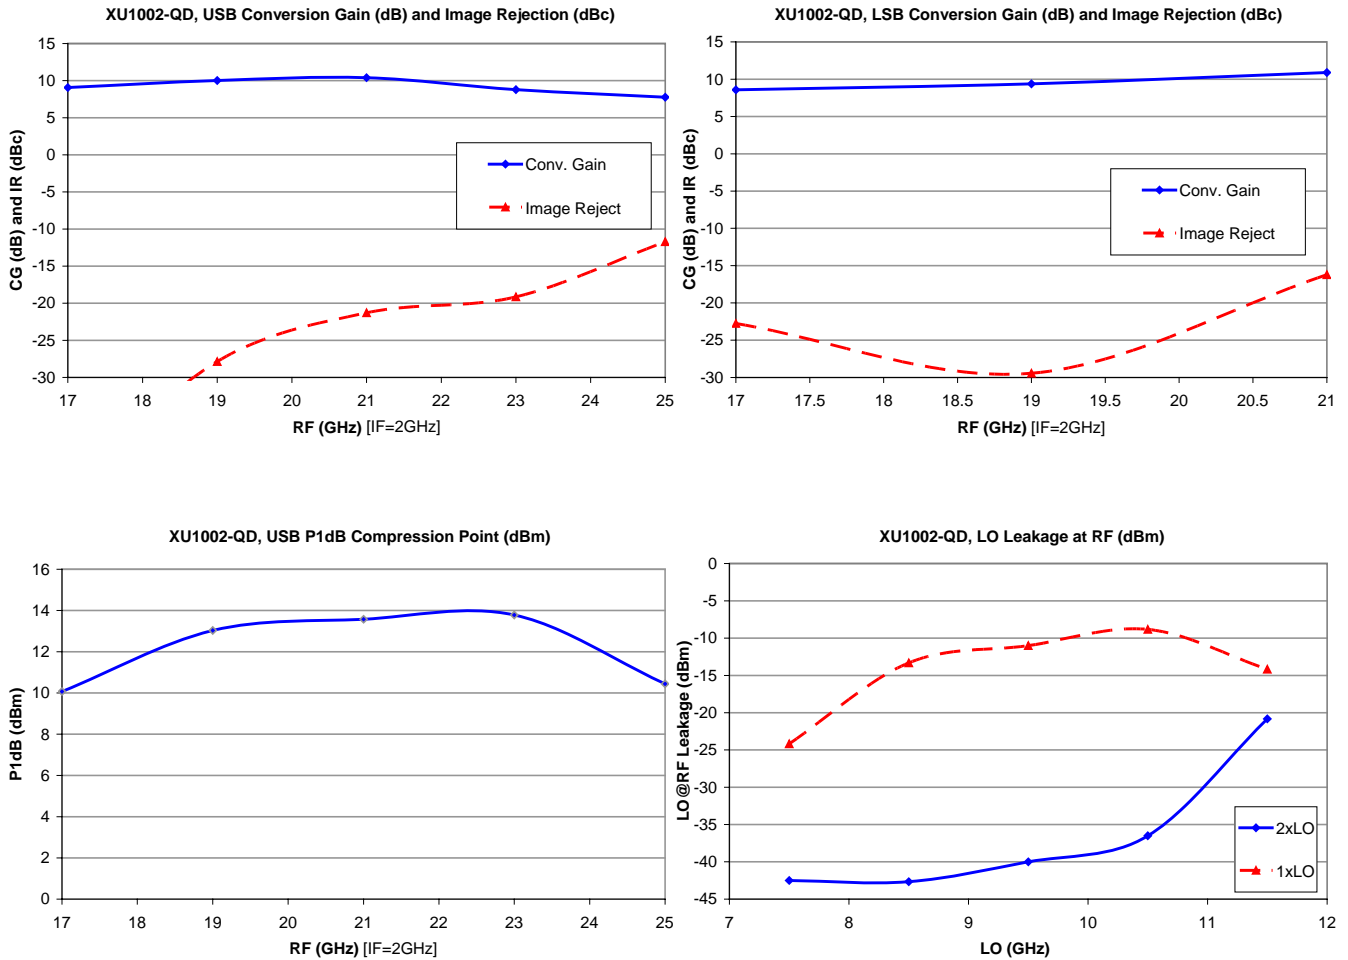 XU1002-QD, USB Conversion Gain (dB) and Image Rejection (dBc)
CG (dB) and IR (dBc)
15
10
5
0
-5
-10
-15
-20
-25
-30
Conv. Gain
Image Reject
17 18 19 20 21 22 23 24 25
RF (GHz) [IF=2GHz]
XU1002-QD, LSB Conversion Gain (dB) and Image Rejection (dBc)
CG (dB) and IR (dBc)
15
10
5
0
-5
-10
-15
-20
-25
-30
Conv. Gain
Image Reject
17 17.5 18 18.5 19 19.5 20 20.5 21
RF (GHz) [IF=2GHz]
XU1002-QD, USB P1dB Compression Point (dBm)
P1dB (dBm)
16
14
12
10
8
6
4
2
0
17 18 19 20 21 22 23 24 25
RF (GHz) [IF=2GHz]
XU1002-QD, LO Leakage at RF (dBm)
LO@RF Leakage (dBm)
0
-5
-10
-15
-20
-25
-30
-35
-40
-45
2xLO
1xLO
7 8 9 10 11 12
LO (GHz)